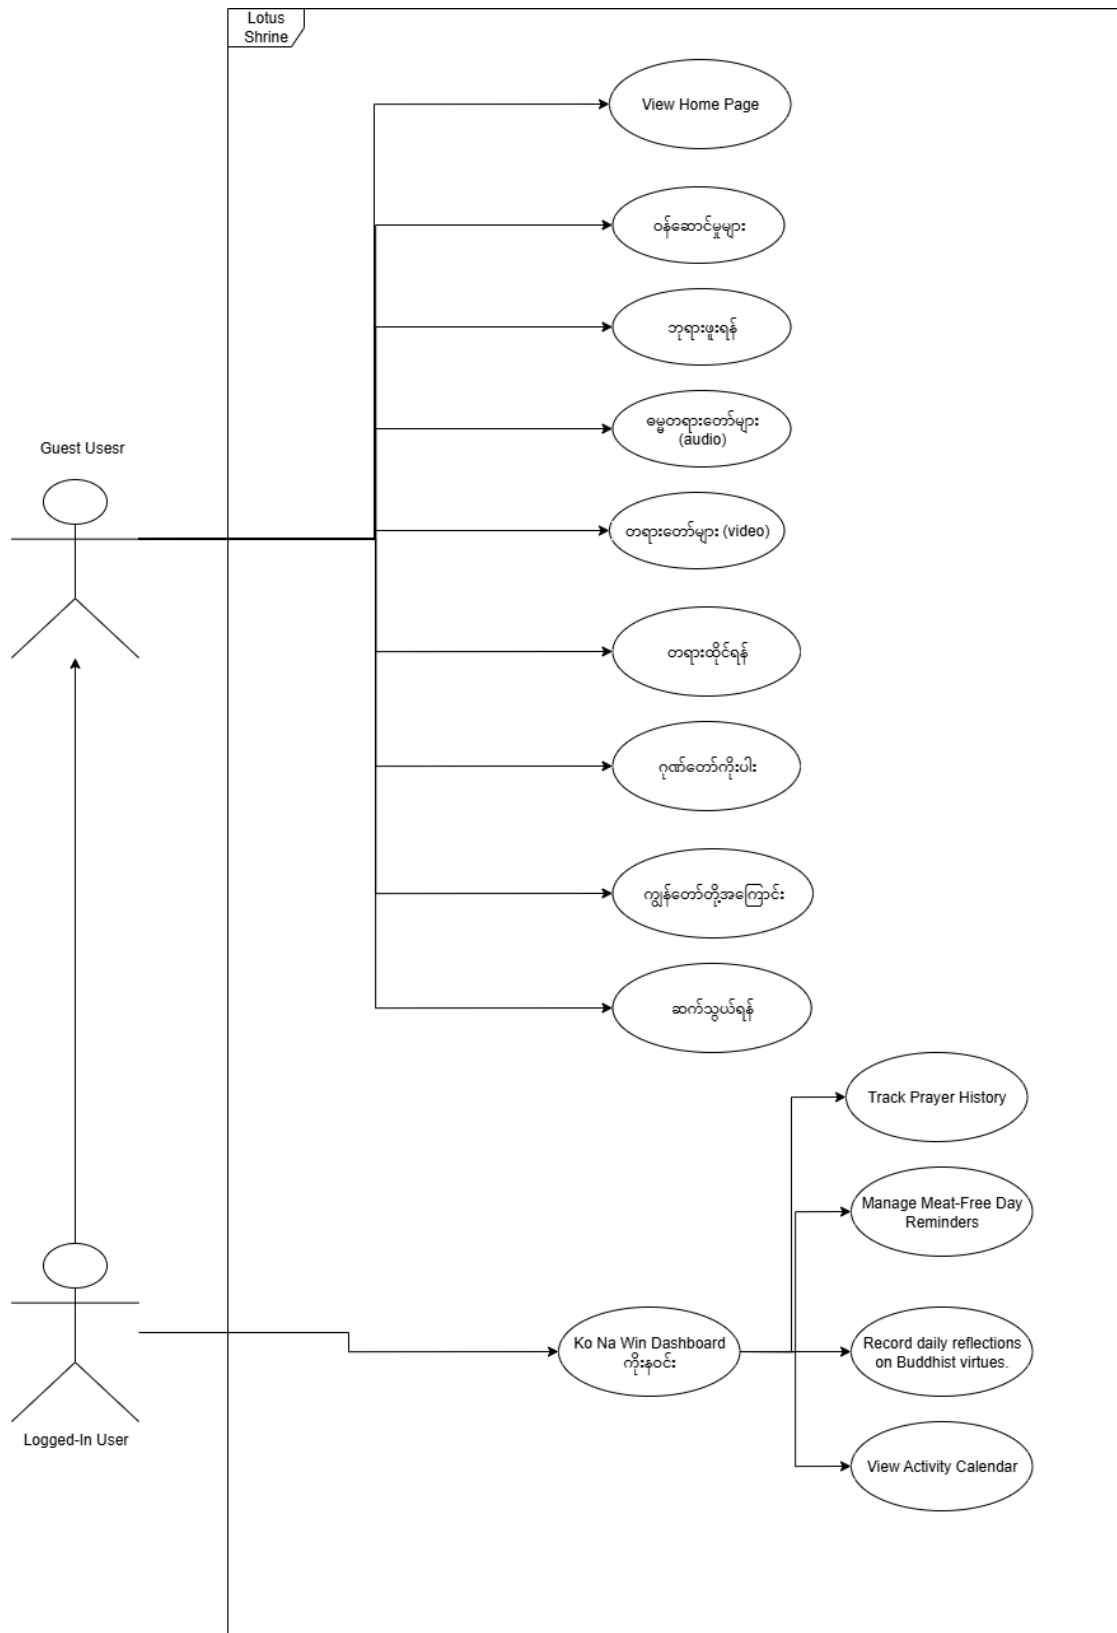 Lotus
Shrine
View Home Page
ဝန်ဆောင်မှုများ
ဘုရားဖူးရန်
ဓမ္မတရားတော်များ
(audio)
Guest Usesr
တရားတော်များ (video)
တရားထိုင်ရန်
ဂုဏ်တော်ကိုးပါး
ကျွန်တော်တို့အကြောင်း
ဆက်သွယ်ရန်
Track Prayer History
Manage Meat-Free Day
Reminders
Ko Na Win Dashboard
ကိုးနဝင်း
Record daily reflections
on Buddhist virtues.
Logged-In User
View Activity Calendar